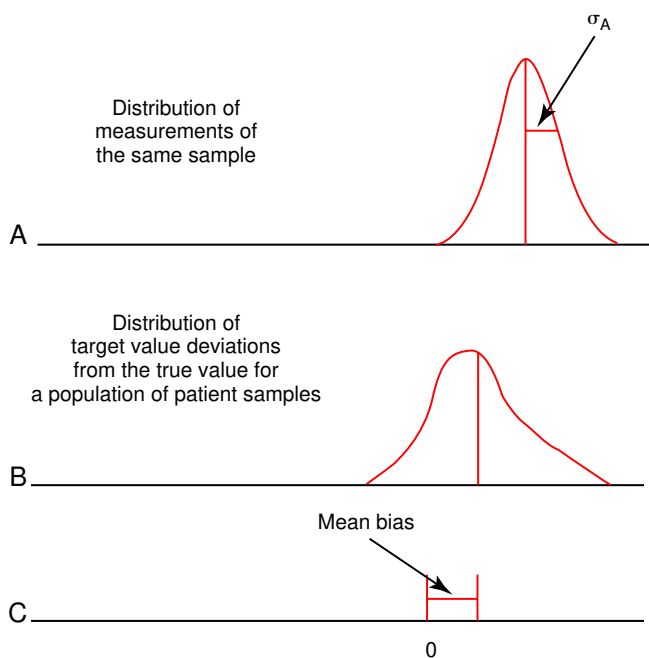 σA
Distribution of
measurements of
the same sample
A
Distribution of
target value deviations
from the true value for
a population of patient samples
B
Mean bias
C
0